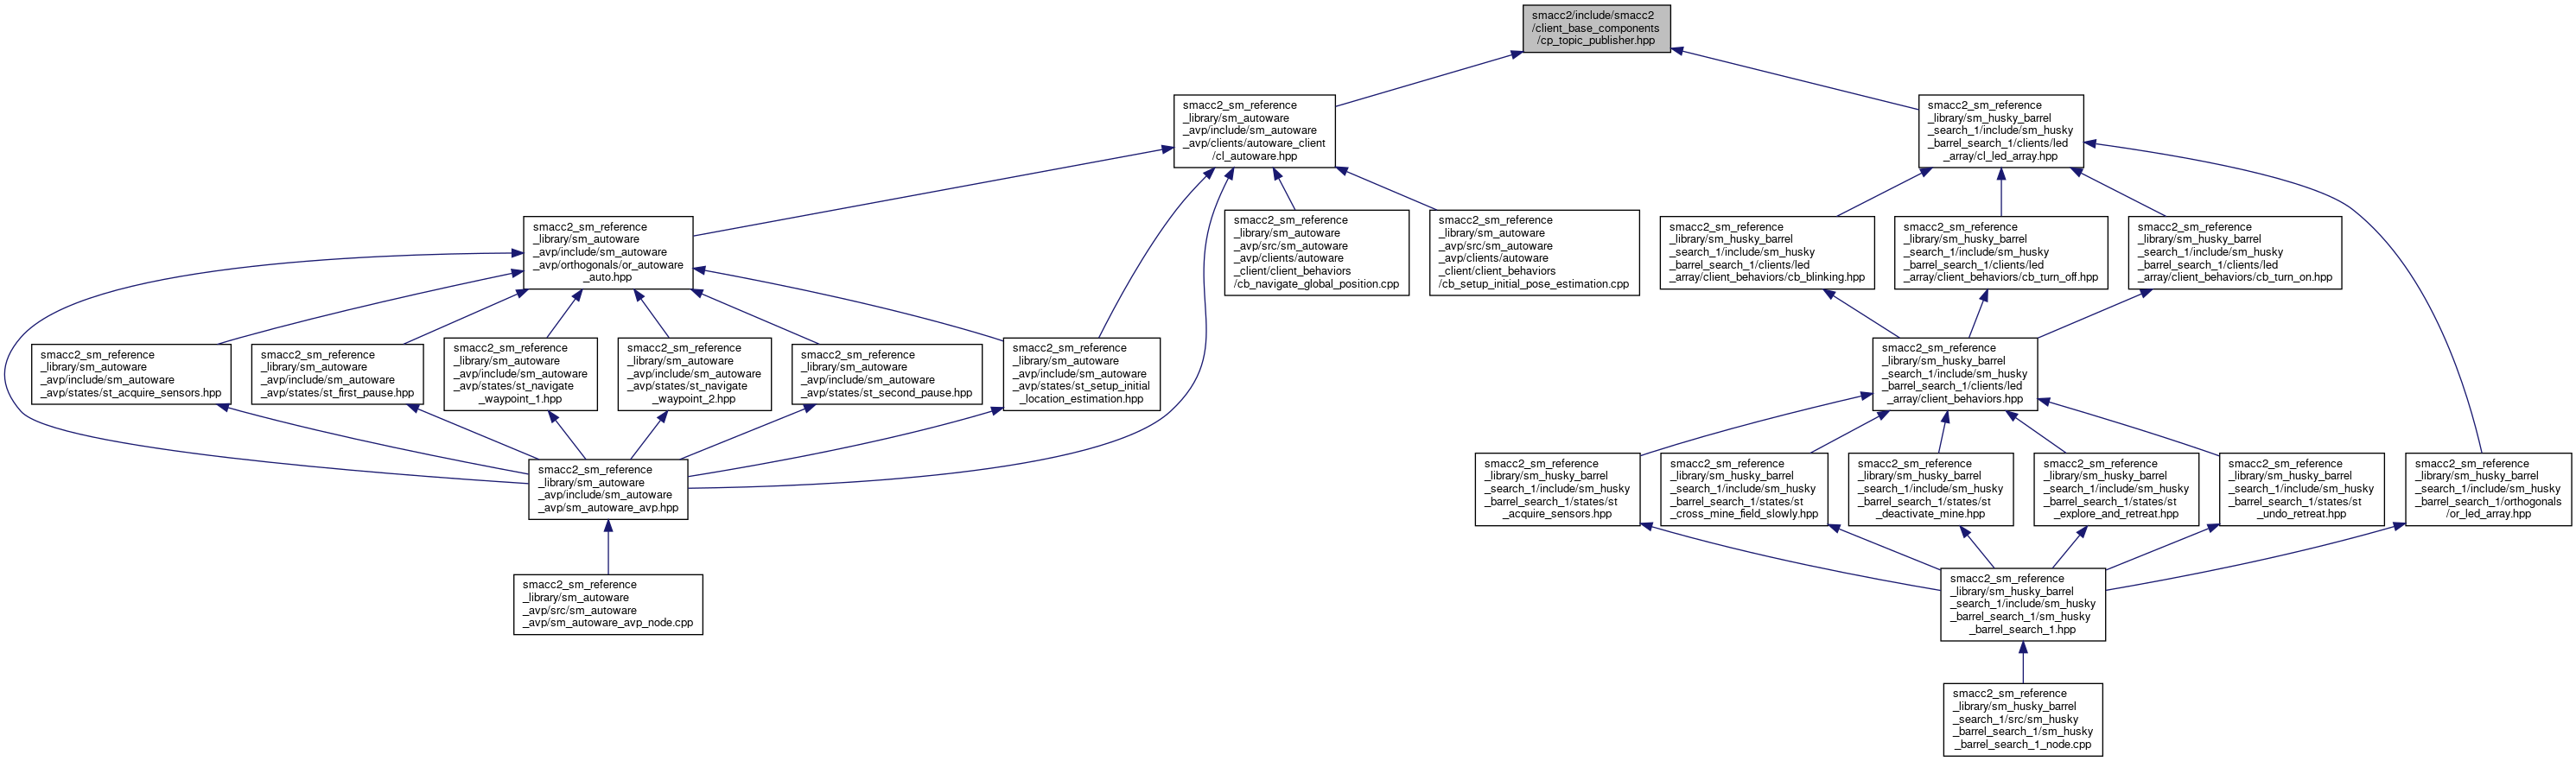 smacc2/include/smacc2
/client_base_components
/cp_topic_publisher.hpp
smacc2_sm_reference
_library/sm_autoware
_avp/include/sm_autoware
_avp/clients/autoware_client
/cl_autoware.hpp
smacc2_sm_reference
_library/sm_husky_barrel
_search_1/include/sm_husky
_barrel_search_1/clients/led
_array/cl_led_array.hpp
smacc2_sm_reference
_library/sm_autoware
_avp/include/sm_autoware
_avp/orthogonals/or_autoware
_auto.hpp
smacc2_sm_reference
_library/sm_autoware
_avp/src/sm_autoware
_avp/clients/autoware
_client/client_behaviors
/cb_navigate_global_position.cpp
smacc2_sm_reference
_library/sm_autoware
_avp/src/sm_autoware
_avp/clients/autoware
_client/client_behaviors
/cb_setup_initial_pose_estimation.cpp
smacc2_sm_reference
_library/sm_husky_barrel
_search_1/include/sm_husky
_barrel_search_1/clients/led
_array/client_behaviors/cb_blinking.hpp
smacc2_sm_reference
_library/sm_husky_barrel
_search_1/include/sm_husky
_barrel_search_1/clients/led
_array/client_behaviors/cb_turn_off.hpp
smacc2_sm_reference
_library/sm_husky_barrel
_search_1/include/sm_husky
_barrel_search_1/clients/led
_array/client_behaviors/cb_turn_on.hpp
smacc2_sm_reference
_library/sm_autoware
_avp/include/sm_autoware
_avp/states/st_acquire_sensors.hpp
smacc2_sm_reference
_library/sm_autoware
_avp/include/sm_autoware
_avp/states/st_first_pause.hpp
smacc2_sm_reference
_library/sm_autoware
_avp/include/sm_autoware
_avp/states/st_navigate
_waypoint_1.hpp
smacc2_sm_reference
_library/sm_autoware
_avp/include/sm_autoware
_avp/states/st_navigate
_waypoint_2.hpp
smacc2_sm_reference
_library/sm_autoware
_avp/include/sm_autoware
_avp/states/st_second_pause.hpp
smacc2_sm_reference
_library/sm_autoware
_avp/include/sm_autoware
_avp/states/st_setup_initial
_location_estimation.hpp
smacc2_sm_reference
_library/sm_husky_barrel
_search_1/include/sm_husky
_barrel_search_1/clients/led
_array/client_behaviors.hpp
smacc2_sm_reference
_library/sm_autoware
_avp/include/sm_autoware
_avp/sm_autoware_avp.hpp
smacc2_sm_reference
_library/sm_husky_barrel
_search_1/include/sm_husky
_barrel_search_1/states/st
_acquire_sensors.hpp
smacc2_sm_reference
_library/sm_husky_barrel
_search_1/include/sm_husky
_barrel_search_1/states/st
_cross_mine_field_slowly.hpp
smacc2_sm_reference
_library/sm_husky_barrel
_search_1/include/sm_husky
_barrel_search_1/states/st
_deactivate_mine.hpp
smacc2_sm_reference
_library/sm_husky_barrel
_search_1/include/sm_husky
_barrel_search_1/states/st
_explore_and_retreat.hpp
smacc2_sm_reference
_library/sm_husky_barrel
_search_1/include/sm_husky
_barrel_search_1/states/st
_undo_retreat.hpp
smacc2_sm_reference
_library/sm_husky_barrel
_search_1/include/sm_husky
_barrel_search_1/orthogonals
/or_led_array.hpp
smacc2_sm_reference
_library/sm_autoware
_avp/src/sm_autoware
_avp/sm_autoware_avp_node.cpp
smacc2_sm_reference
_library/sm_husky_barrel
_search_1/include/sm_husky
_barrel_search_1/sm_husky
_barrel_search_1.hpp
smacc2_sm_reference
_library/sm_husky_barrel
_search_1/src/sm_husky
_barrel_search_1/sm_husky
_barrel_search_1_node.cpp